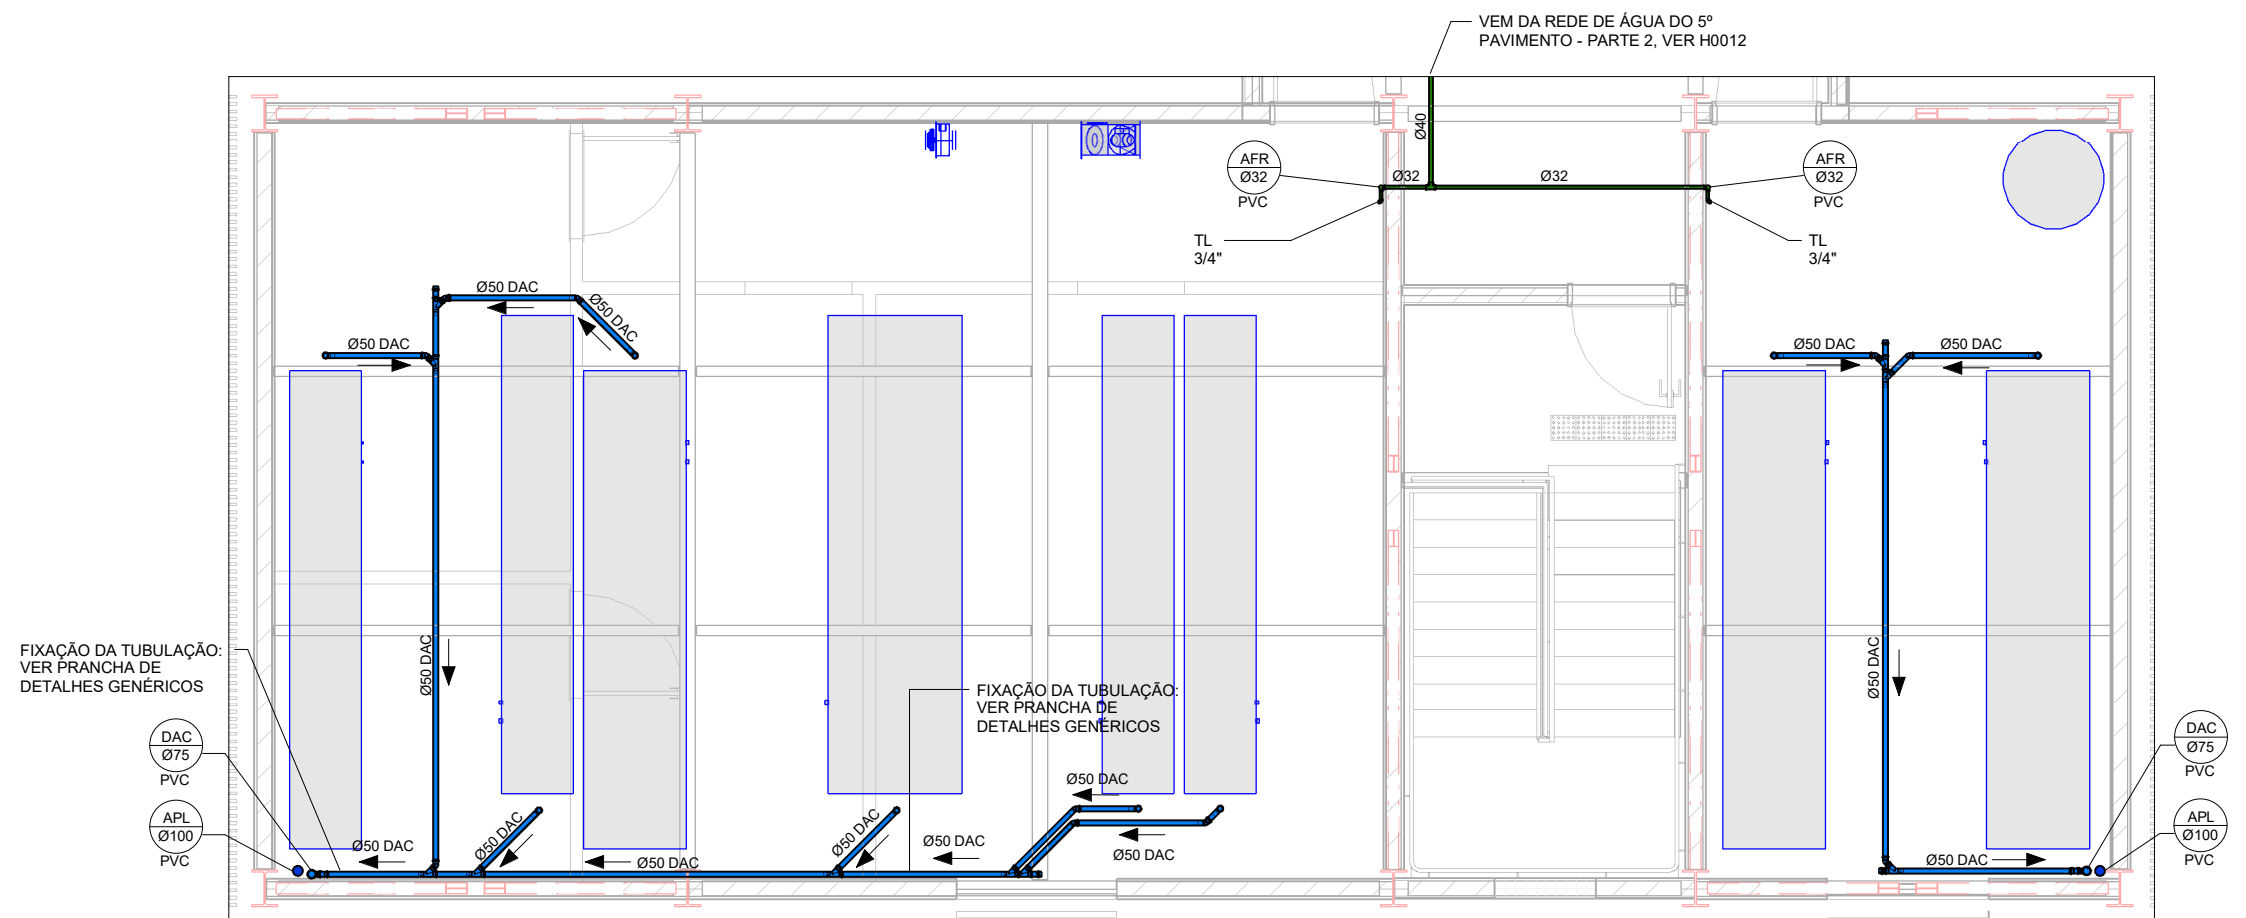 VEM DA REDE DE ÁGUA DO 5º
PAVIMENTO - PARTE 2, VER H0012
Ø40
AFR
Ø32
PVC
Ø32
Ø32
AFR
Ø32
PVC
TL
3/4"
TL
3/4"
Ø50 DAC
Ø50 DAC
Ø50 DAC
Ø50 DAC
Ø50 DAC
Ø50 DAC
Ø50 DAC
FIXAÇÃO DA TUBULAÇÃO:
VER PRANCHA DE
DETALHES GENÉRICOS
FIXAÇÃO DA TUBULAÇÃO:
VER PRANCHA DE
DETALHES GENÉRICOS
DAC
Ø75
PVC
DAC
Ø75
PVC
Ø50 DAC
APL
Ø100
PVC
Ø50 DAC
Ø50 DAC
Ø50 DAC
Ø50 DAC
Ø50 DAC
Ø50 DAC
Ø50 DAC
APL
Ø100
PVC